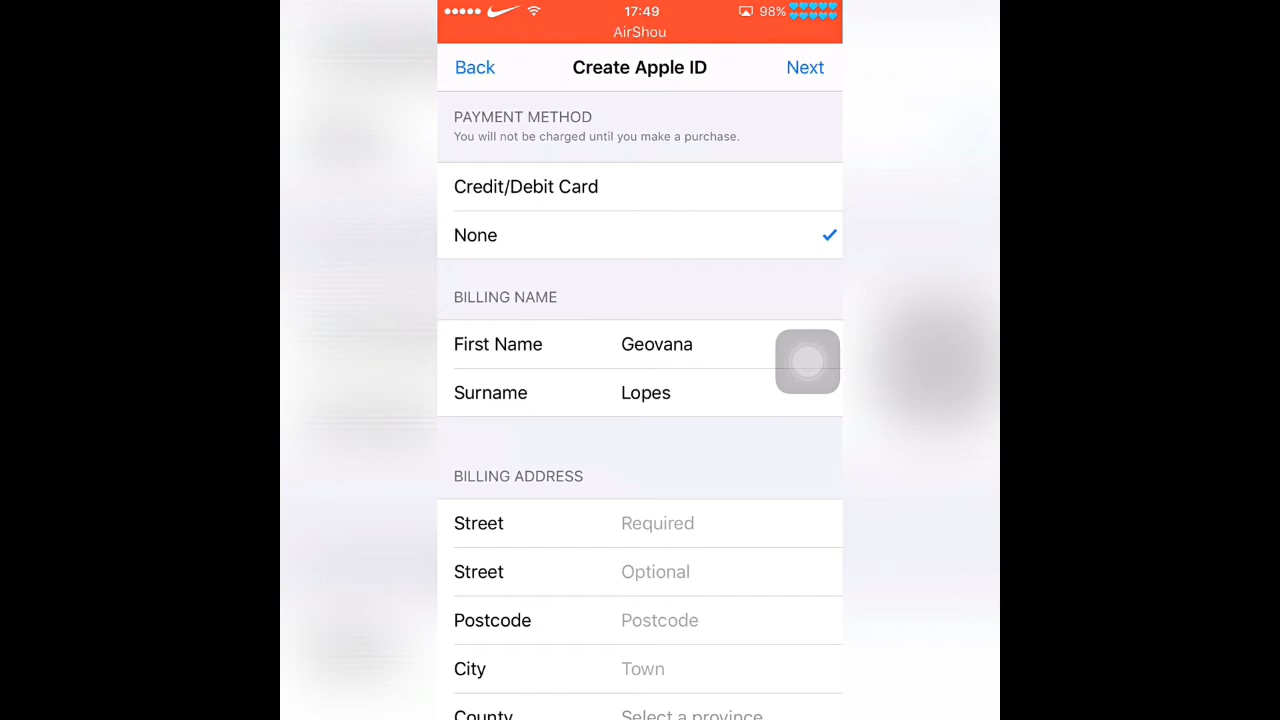 17:49
98%
AirShou
Back Create Apple ID Next
PAYMENT METHOD
You will not be charged until you make a purchase.
Credit/Debit Card
None
BILLING NAME
First Name Geovana
Surname Lopes
BILLING ADDRESS
Street Required
Street Optional
Postcode Postcode
City Town
County Select a province